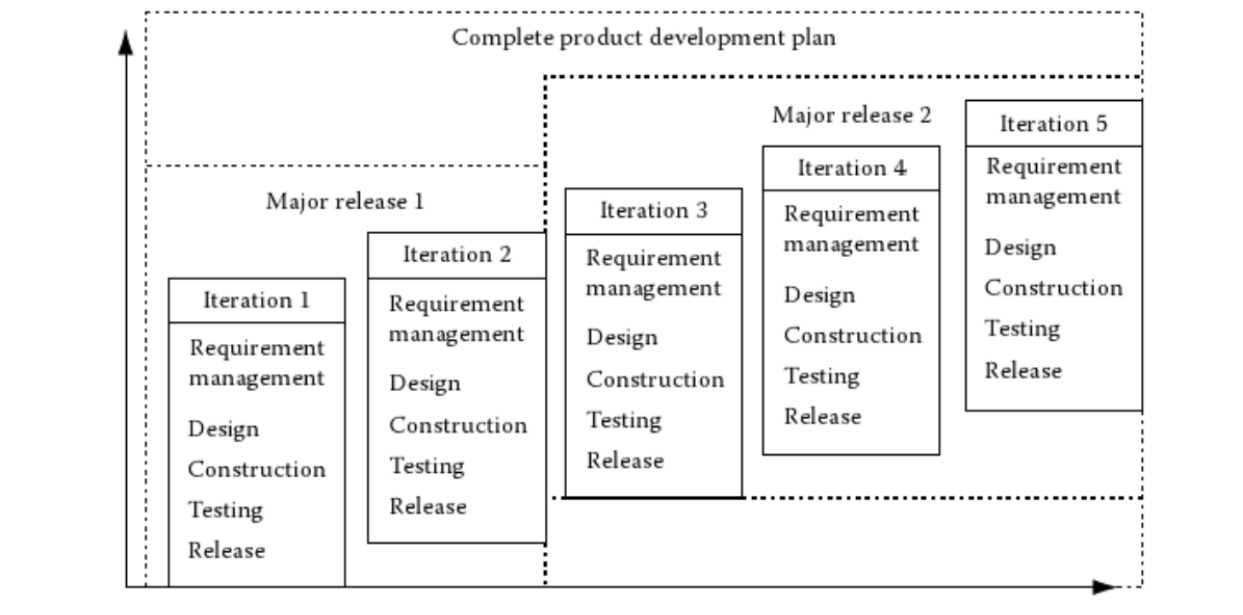 Complete product development plan
Major release 1
Iteration 1
Requirement
management
Design
Construction
Testing
Release
Iteration 2
Requirement
management
Design
Construction
Testing
Release
Major release 2
Iteration 3
Requirement
management
Design
Construction
Testing
Release
Iteration 4
Requirement
management
Design
Construction
Testing
Release
Iteration 5
Requirement
management
Design
Construction
Testing
Release